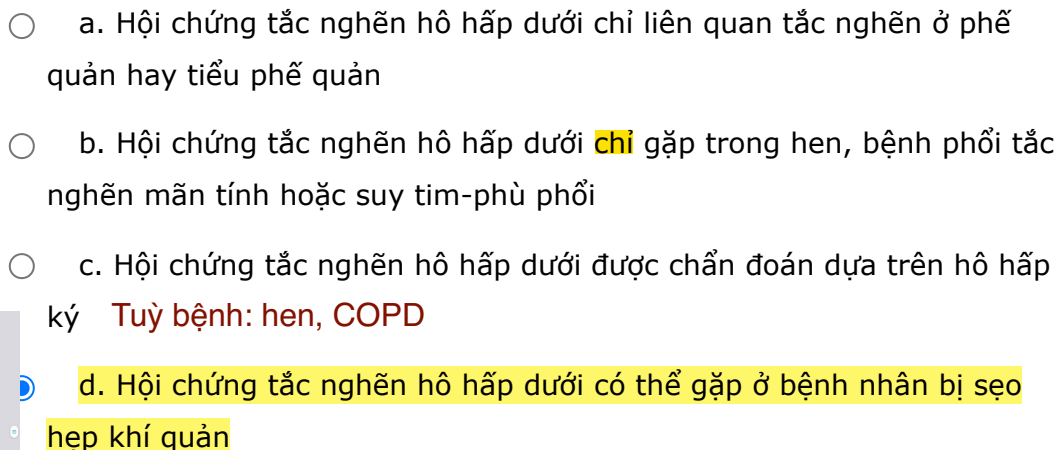 a. Hội chứng tắc nghẽn hô hấp dưới chỉ liên quan tắc nghẽn ở phế
quản hay tiểu phế quản
b. Hội chứng tắc nghẽn hô hấp dưới chỉ gặp trong hen, bệnh phổi tắc
nghẽn mãn tính hoặc suy tim-phù phổi
c. Hội chứng tắc nghẽn hô hấp dưới được chẩn đoán dựa trên hô hấp
ký Tuỳ bệnh: hen, COPD
d. Hội chứng tắc nghẽn hô hấp dưới có thể gặp ở bệnh nhân bị sẹo
hẹp khí quản